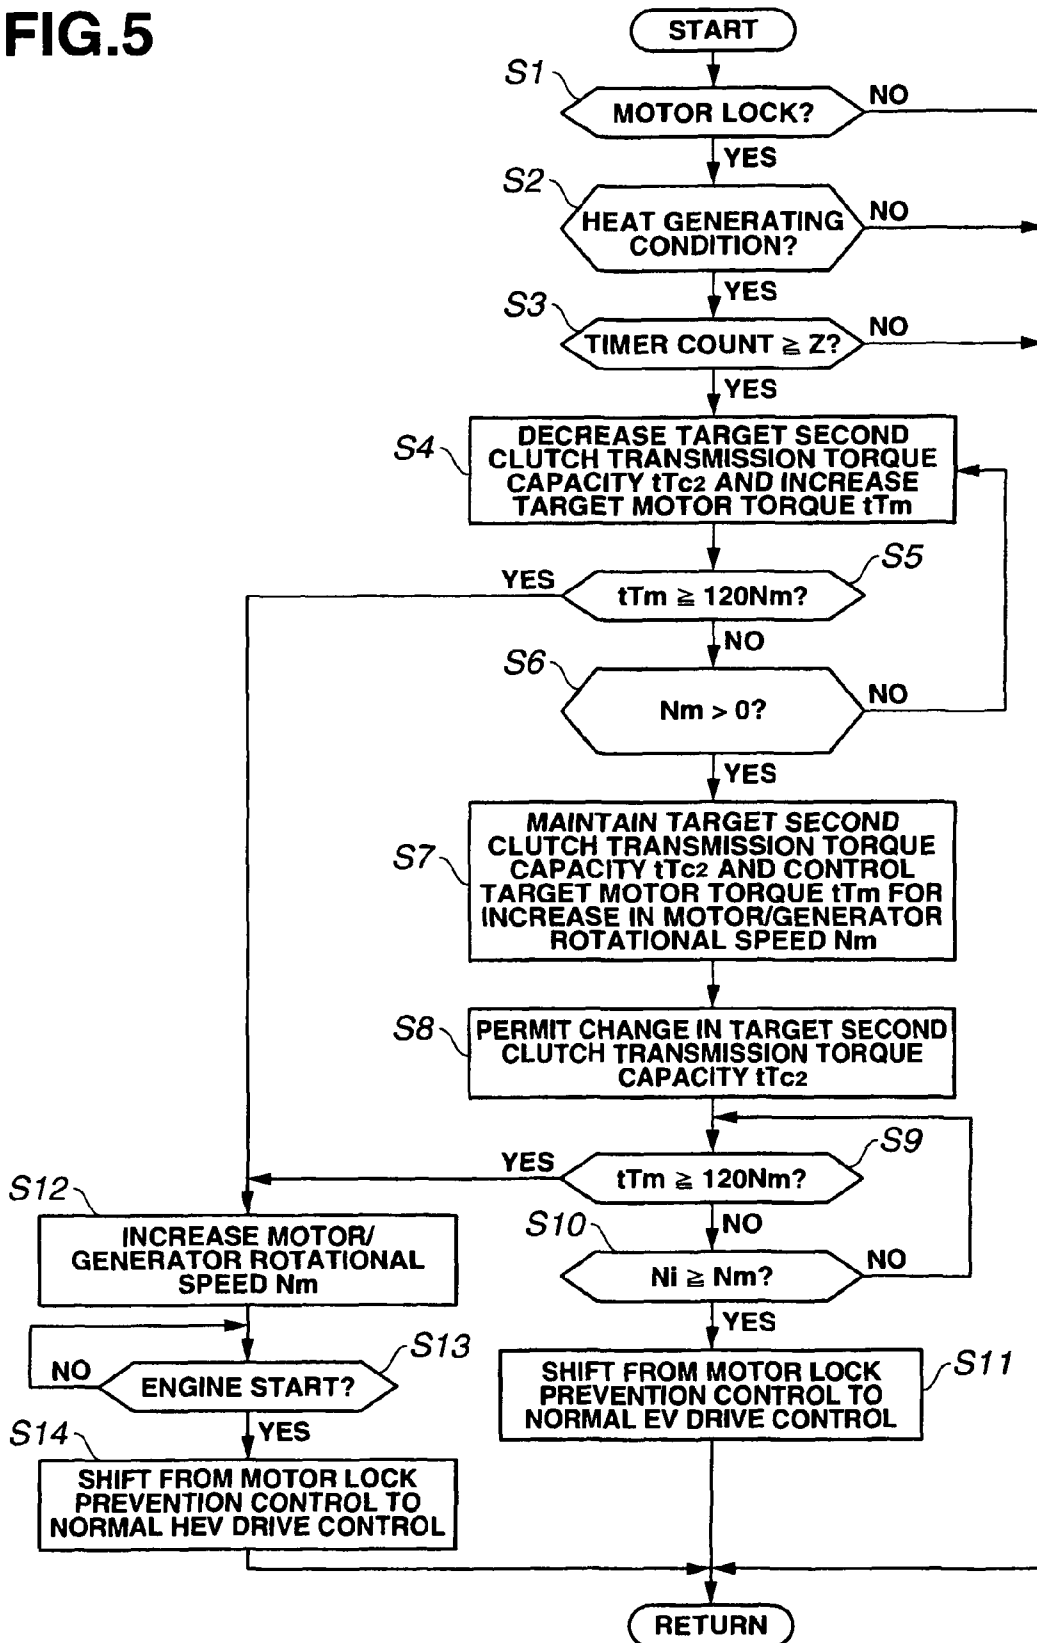 FIG.5
START
S1
MOTOR LOCK?
NO
YES
S2
HEAT GENERATING
CONDITION?
NO
YES
S3
TIMER COUNT ≧ Z?
NO
YES
S4
DECREASE TARGET SECOND
CLUTCH TRANSMISSION TORQUE
CAPACITY tTc2 AND INCREASE
TARGET MOTOR TORQUE tTm
S5
YES
tTm ≧ 120Nm?
NO
S6
Nm > 0?
NO
YES
S7
MAINTAIN TARGET SECOND
CLUTCH TRANSMISSION TORQUE
CAPACITY tTc2 AND CONTROL
TARGET MOTOR TORQUE tTm FOR
INCREASE IN MOTOR/GENERATOR
ROTATIONAL SPEED Nm
S8
PERMIT CHANGE IN TARGET SECOND
CLUTCH TRANSMISSION TORQUE
CAPACITY tTc2
S9
YES
tTm ≧ 120Nm?
NO
S10
Ni ≧ Nm?
NO
YES
S11
SHIFT FROM MOTOR LOCK
PREVENTION CONTROL TO
NORMAL EV DRIVE CONTROL
S12
INCREASE MOTOR/
GENERATOR ROTATIONAL
SPEED Nm
S13
NO
ENGINE START?
YES
S14
SHIFT FROM MOTOR LOCK
PREVENTION CONTROL TO
NORMAL HEV DRIVE CONTROL
RETURN